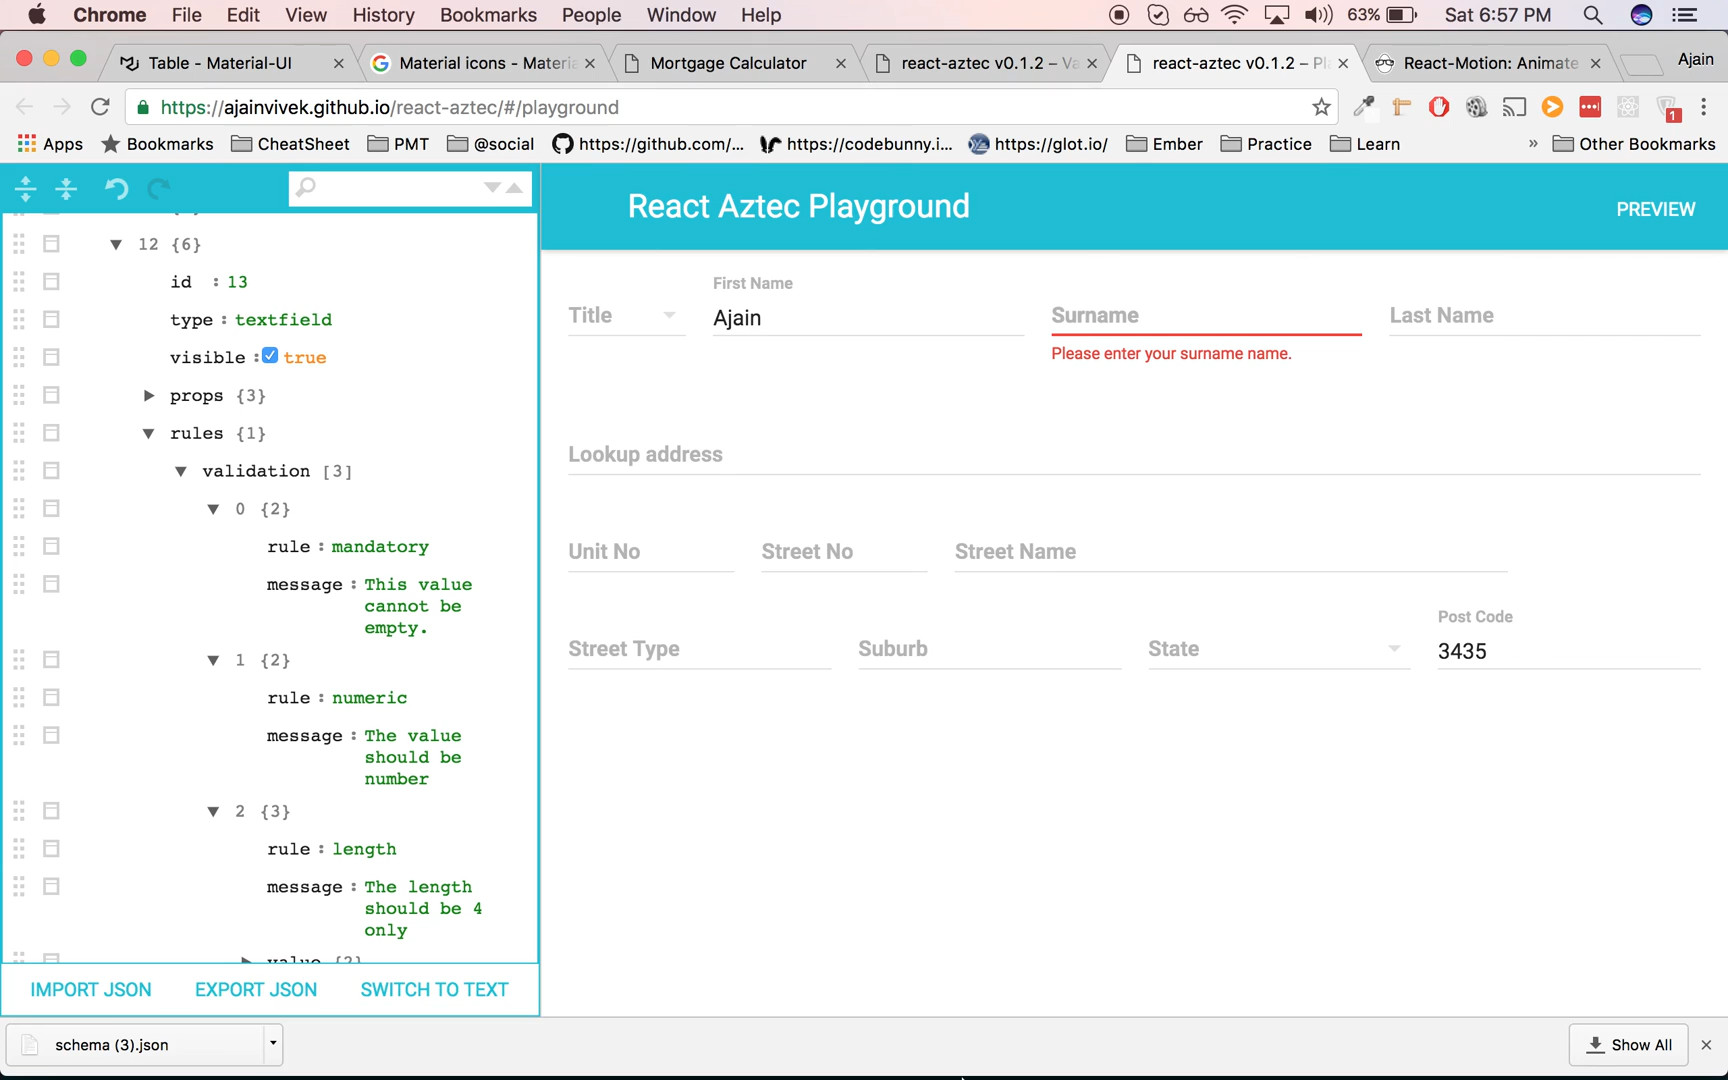 Chrome File Edit View History Bookmarks People Window Help 63% Sat 6:57 PM
Table - Material-UI Material icons - Materia Mortgage Calculator react-aztec v0.1.2 – Va react-aztec v0.1.2 – Pl React-Motion: Animate Ajain
https://ajainvivek.github.io/react-aztec/#/playground 1
Apps Bookmarks CheatSheet PMT @social https://github.com/... https://codebunny.i... https://glot.io/ Ember Practice Learn » Other Bookmarks
React Aztec Playground PREVIEW
12 {6}
id : 13
type : textfield
visible : true
props {3}
rules {1}
validation [3]
0 {2}
rule : mandatory
message : This value
cannot be
empty.
1 {2}
rule : numeric
message : The value
should be
number
2 {3}
rule : length
message : The length
should be 4
only
value {2}
IMPORT JSON EXPORT JSON SWITCH TO TEXT
First Name
Title Ajain Surname Last Name
Please enter your surname name.
Lookup address
Unit No Street No Street Name
Post Code
Street Type Suburb State 3435
schema (3).json Show All